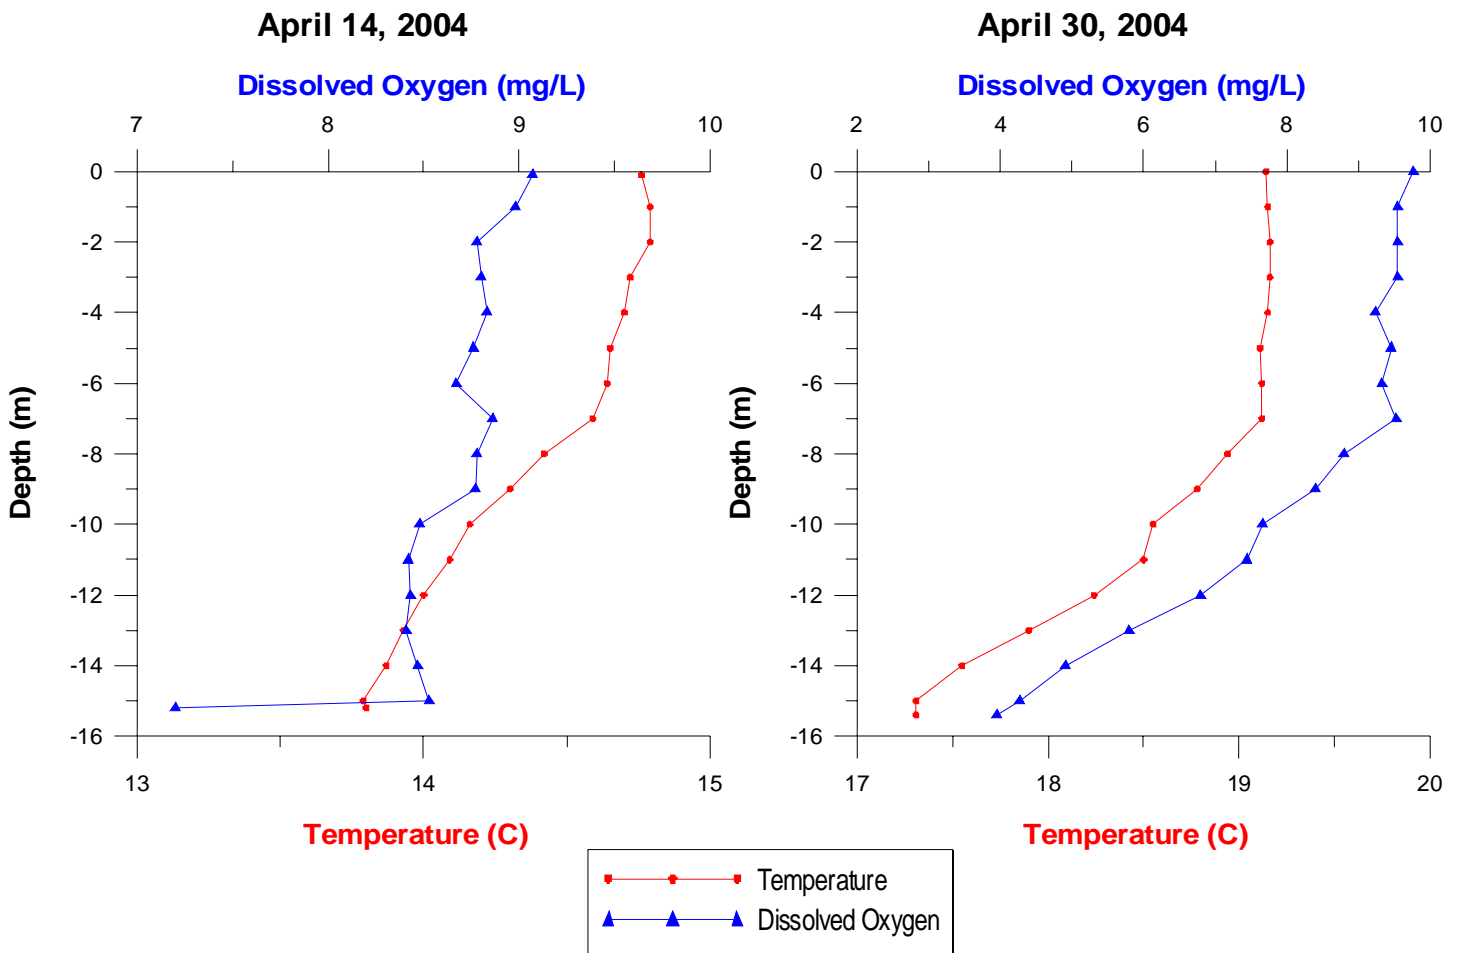 April 14, 2004
April 30, 2004
Dissolved Oxygen (mg/L)
Dissolved Oxygen (mg/L)
7 8 9 10
2 4 6 8 10
0
-2
-4
-6
-8
-10
-12
-14
-16
Depth (m)
0
-2
-4
-6
-8
-10
-12
-14
-16
Depth (m)
13 14 15
17 18 19 20
Temperature (C)
Temperature (C)
Temperature
Dissolved Oxygen